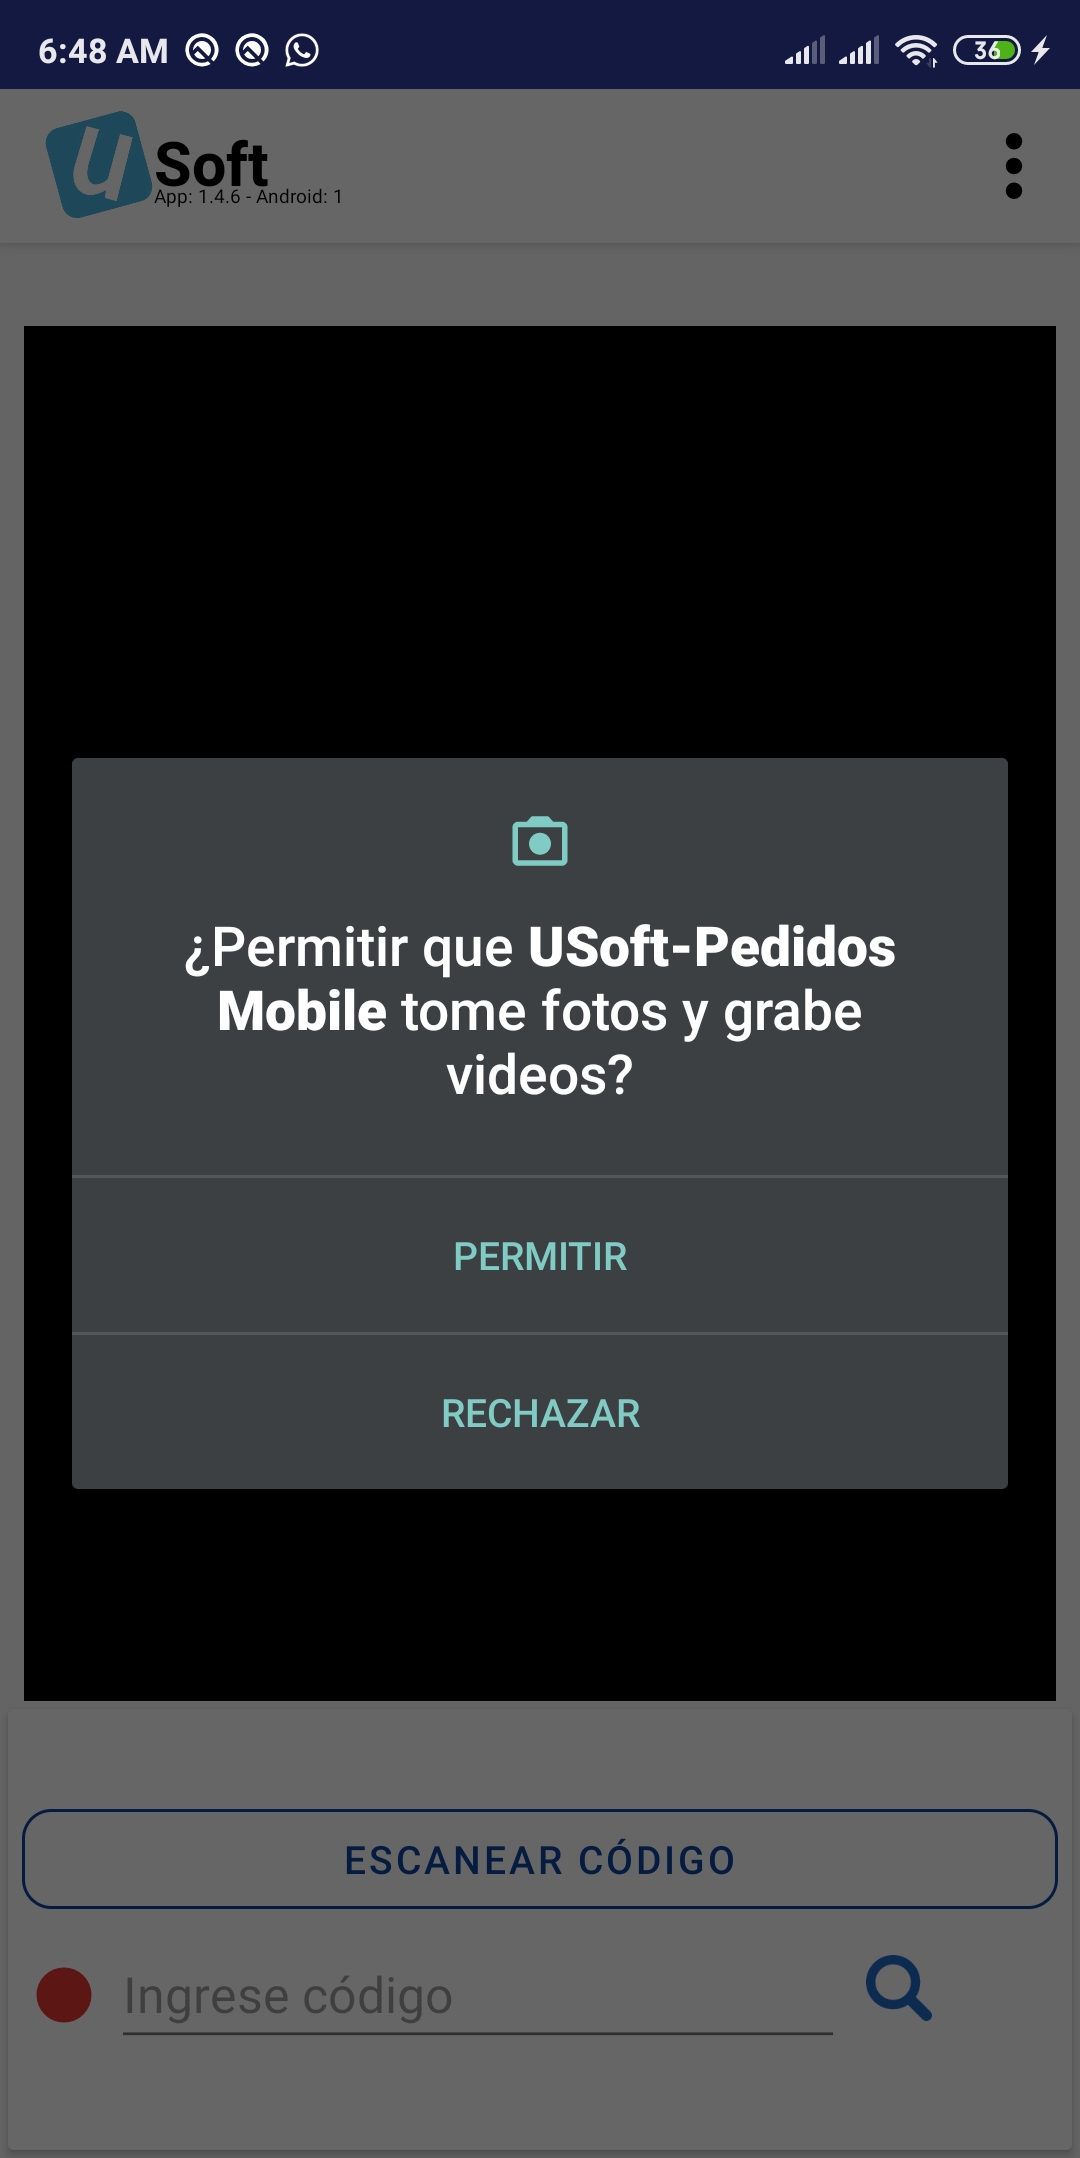 6:48 AM
36
U Soft
App: 1.4.6 - Android: 1
¿Permitir que USoft-Pedidos
Mobile tome fotos y grabe
videos?
PERMITIR
RECHAZAR
ESCANEAR CÓDIGO
Ingrese código